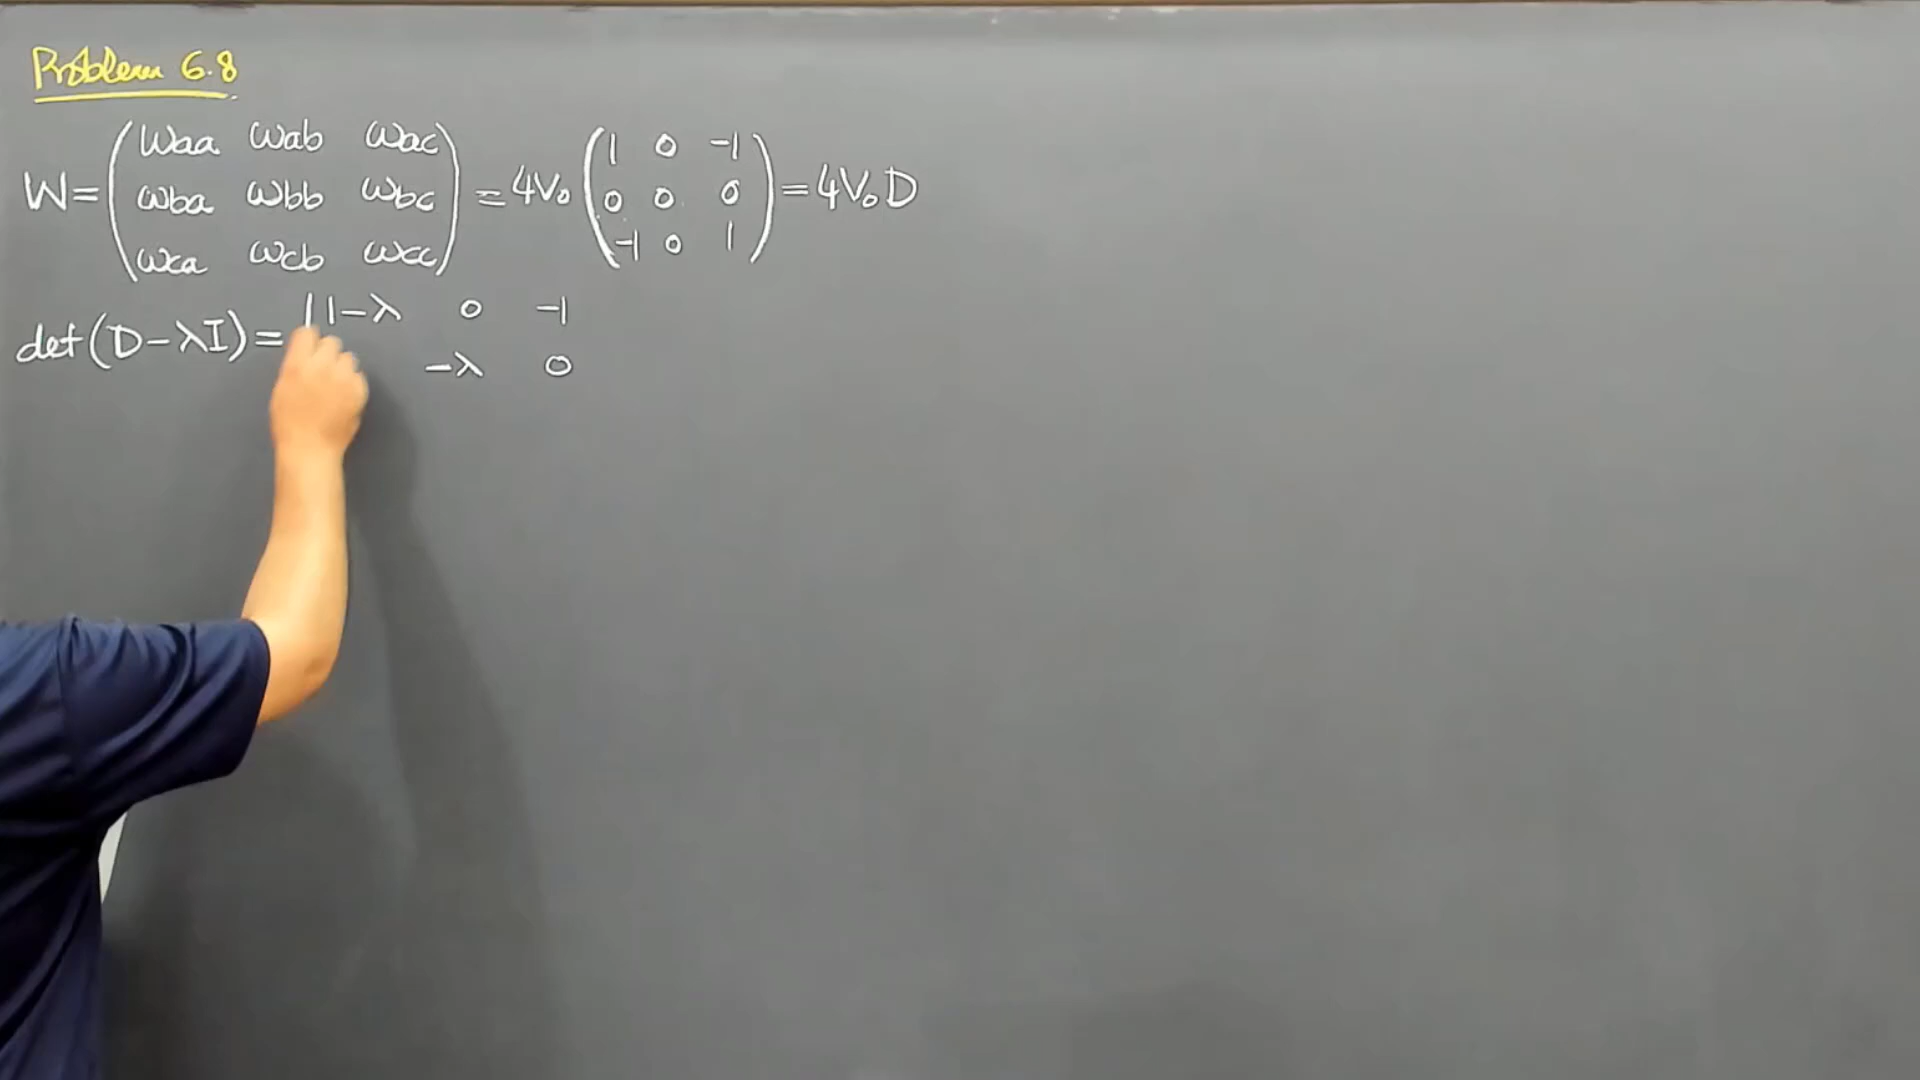 Problem 6.8
W = ( Waa Wab Wac ) = 4V₀ ( 1 0 -1 ) = 4V₀ D
( Wba Wbb Wbc ) ( 0 0 0 )
( Wca Wcb Wcc ) ( -1 0 1 )
det(D-λI) = | 1-λ 0 -1
-λ 0